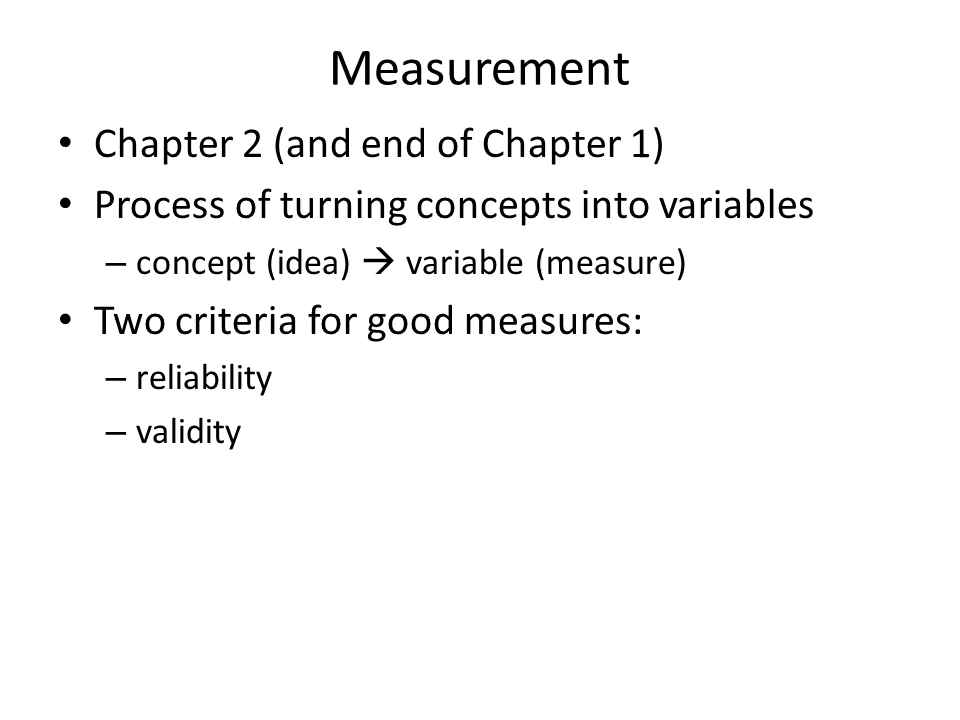 Measurement
• Chapter 2 (and end of Chapter 1)
• Process of turning concepts into variables
– concept (idea) → variable (measure)
• Two criteria for good measures:
– reliability
– validity